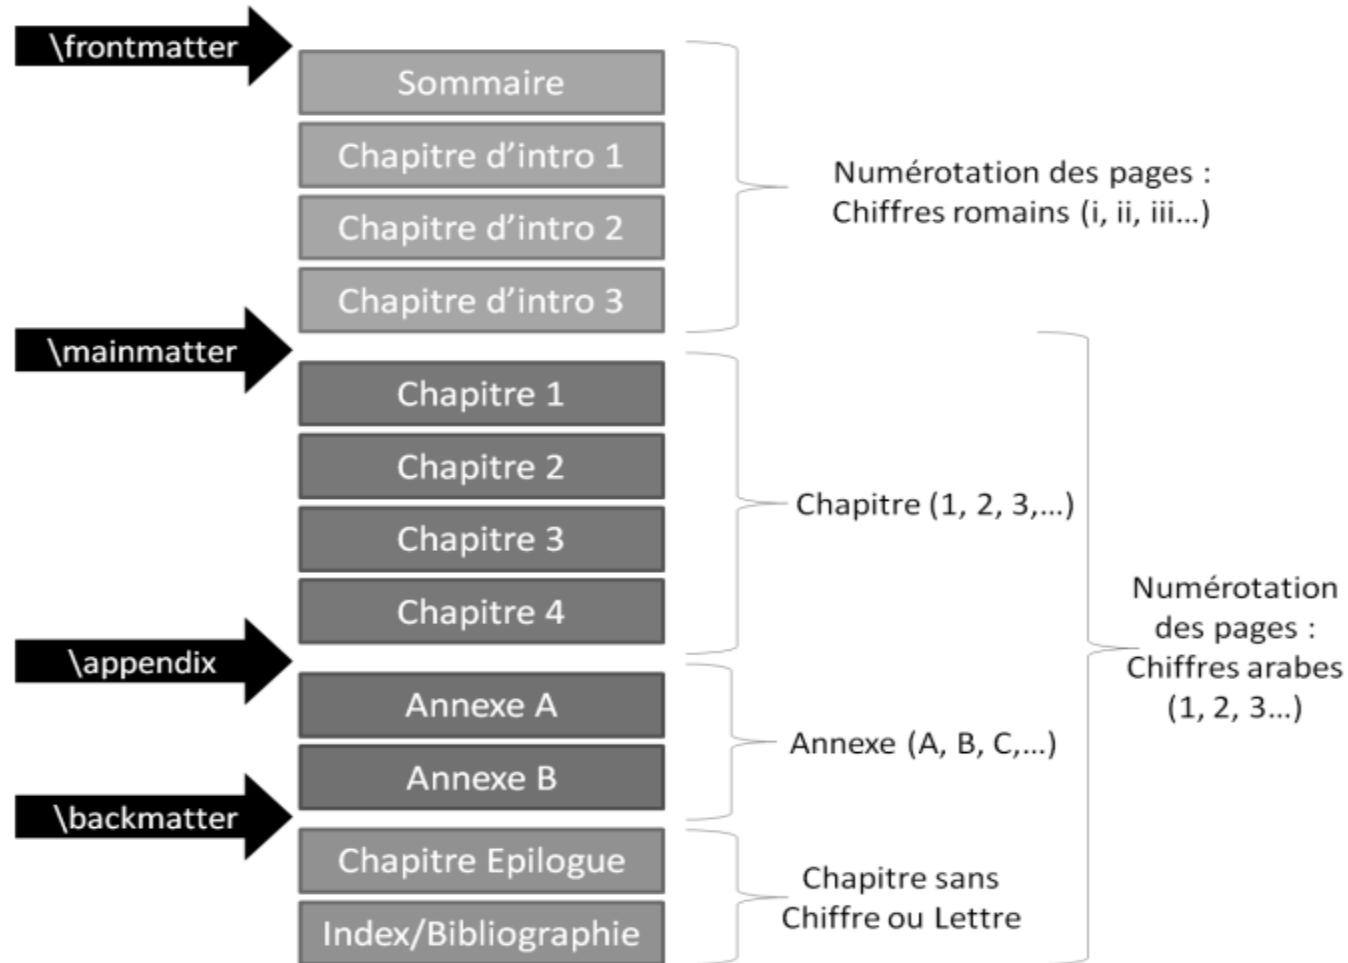 \frontmatter
Sommaire
Chapitre d’intro 1
Chapitre d’intro 2
Chapitre d’intro 3
Numérotation des pages :
Chiffres romains (i, ii, iii...)
\mainmatter
Chapitre 1
Chapitre 2
Chapitre 3
Chapitre 4
Chapitre (1, 2, 3,...)
\appendix
Annexe A
Annexe B
Annexe (A, B, C,...)
\backmatter
Chapitre Epilogue
Index/Bibliographie
Chapitre sans
Chiffre ou Lettre
Numérotation
des pages :
Chiffres arabes
(1, 2, 3...)